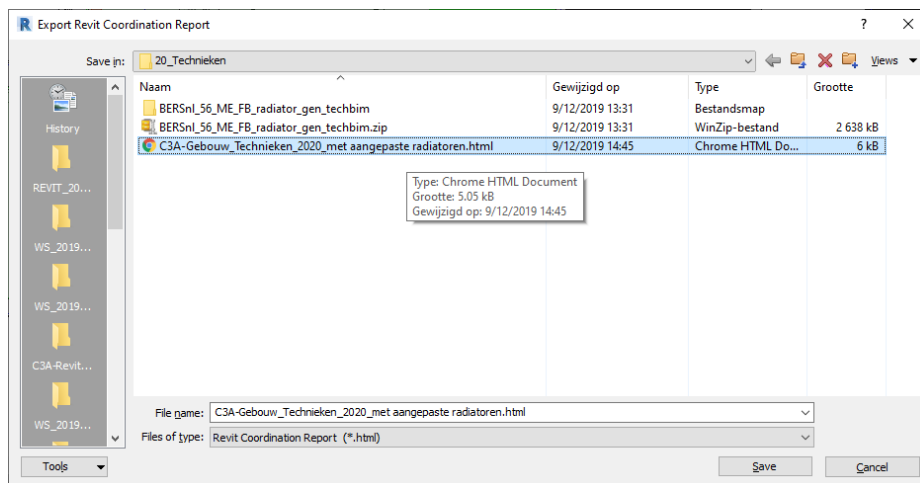 Export Revit Coordination Report ? ×
Save in: 20_Technieken Views
Naam Gewijzigd op Type Grootte
BERSnl_56_ME_FB_radiator_gen_techbim 9/12/2019 13:31 Bestandsmap
BERSnl_56_ME_FB_radiator_gen_techbim.zip 9/12/2019 13:31 WinZip-bestand 2 638 kB
C3A-Gebouw_Technieken_2020_met aangepaste radiatoren.html 9/12/2019 14:45 Chrome HTML Do... 6 kB
Type: Chrome HTML Document
Grootte: 5.05 kB
Gewijzigd op: 9/12/2019 14:45
History
REVIT_20...
WS_2019...
WS_2019...
C3A-Revit...
WS_2019...
File name: C3A-Gebouw_Technieken_2020_met aangepaste radiatoren.html
Files of type: Revit Coordination Report (*.html)
Tools Save Cancel